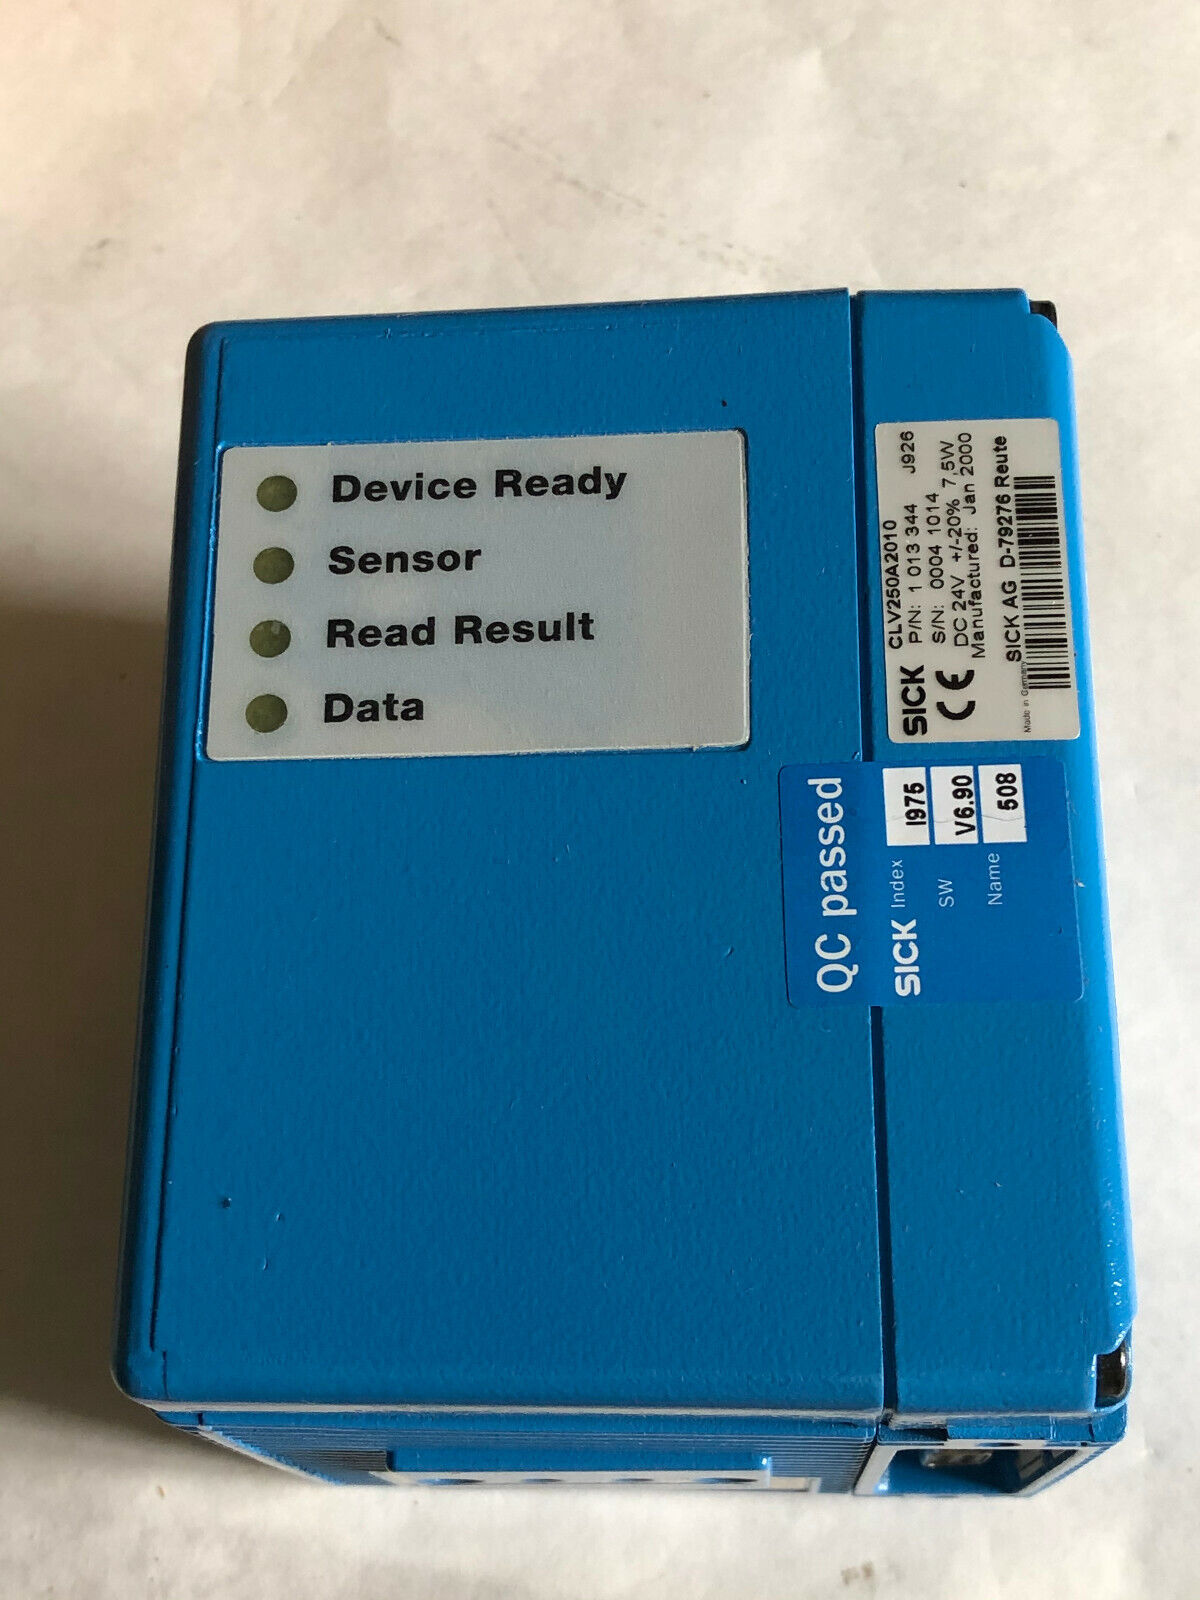 Device Ready
Sensor
Read Result
Data
SICK CLV250A2010
P/N: 1 013 344 J926
S/N: 0004 1014
CE DC 24V +/-20% 7,5W
Manufactured: Jan 2000
SICK AG D-79276 Reute
Made in Germany
QC passed
SICK Index I975
SW V6.90
Name 508